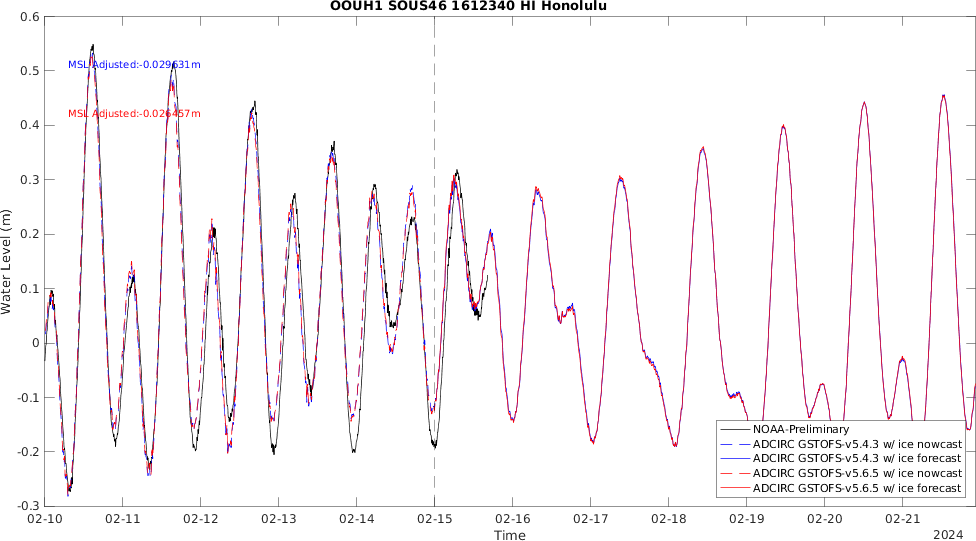 OOUH1 SOUS46 1612340 HI Honolulu
Water Level (m)
0.6
0.5
0.4
0.3
0.2
0.1
0
-0.1
-0.2
-0.3
MSL Adjusted:-0.029631m
MSL Adjusted:-0.026457m
NOAA-Preliminary
ADCIRC GSTOFS-v5.4.3 w/ ice nowcast
ADCIRC GSTOFS-v5.4.3 w/ ice forecast
ADCIRC GSTOFS-v5.6.5 w/ ice nowcast
ADCIRC GSTOFS-v5.6.5 w/ ice forecast
02-10 02-11 02-12 02-13 02-14 02-15 02-16 02-17 02-18 02-19 02-20 02-21
Time
2024